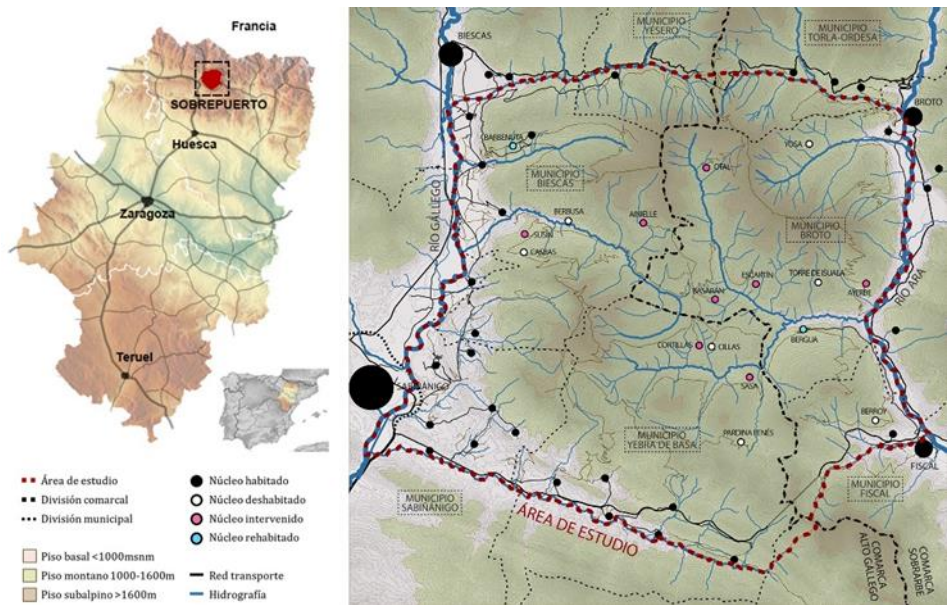 Francia
SOBREPUERTO
Huesca
Zaragoza
Teruel
Área de estudio
División comarcal
División municipal
Piso basal <1000msnm
Piso montano 1000-1600m
Piso subalpino >1600m
Núcleo habitado
Núcleo deshabitado
Núcleo intervenido
Núcleo rehabitado
Red transporte
Hidrografía
BIESCAS
MUNICIPIO
YESERO
MUNICIPIO
TORLA-ORDESA
BROTO
BARBENUTA
YOSA
OTAL
MUNICIPIO
BIESCAS
RÍO GÁLLEGO
BERBUSA
AINIELLE
SUSÍN
CASBAS
MUNICIPIO
BROTO
ESCARTÍN
TORRE DE ISUALA
AYERBE
RÍO ARA
BASARÁN
BERGUA
CORTILLAS
CILLAS
SASA
SABIÑÁNIGO
BERROY
MUNICIPIO
YEBRA DE BASA
PARDINA FENÉS
FISCAL
MUNICIPIO
SABIÑÁNIGO
MUNICIPIO
FISCAL
ÁREA DE ESTUDIO
COMARCA
ALTO GÁLLEGO
COMARCA
SOBRARBE